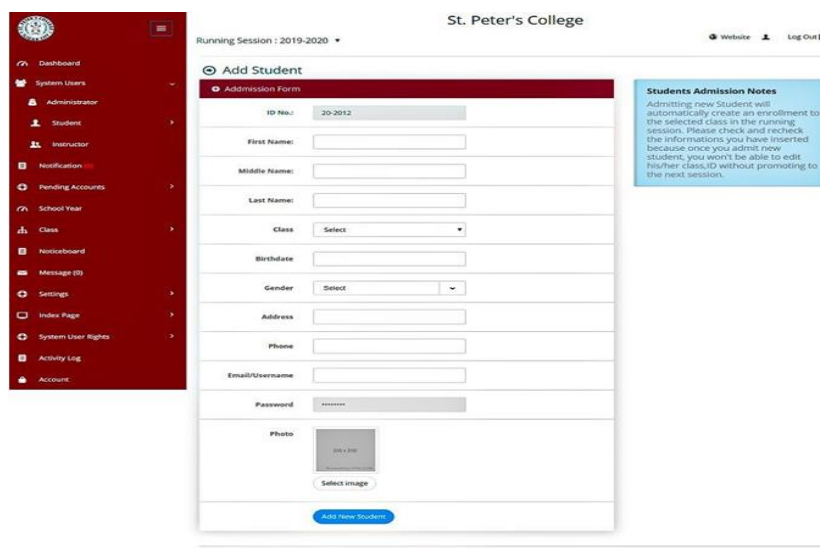 St. Peter's College
Running Session : 2019-2020
Website
Log Out
Dashboard
System Users
Administrator
Student
Instructor
Notification
Pending Accounts
School Year
Class
Noticeboard
Message (0)
Settings
Index Page
System User Rights
Activity Log
Account
Add Student
Addmission Form
ID No.: 20-2012
First Name:
Middle Name:
Last Name:
Class Select
Birthdate
Gender Select
Address
Phone
Email/Username
Password ••••••••
Photo
Select image
Add New Student
Students Admission Notes
Admitting new Student will
automatically create an enrollment to
the selected class in the running
session. Please check and recheck
the informations you have inserted
because once you admit new
student, you won't be able to edit
his/her class,ID without promoting to
the next session.